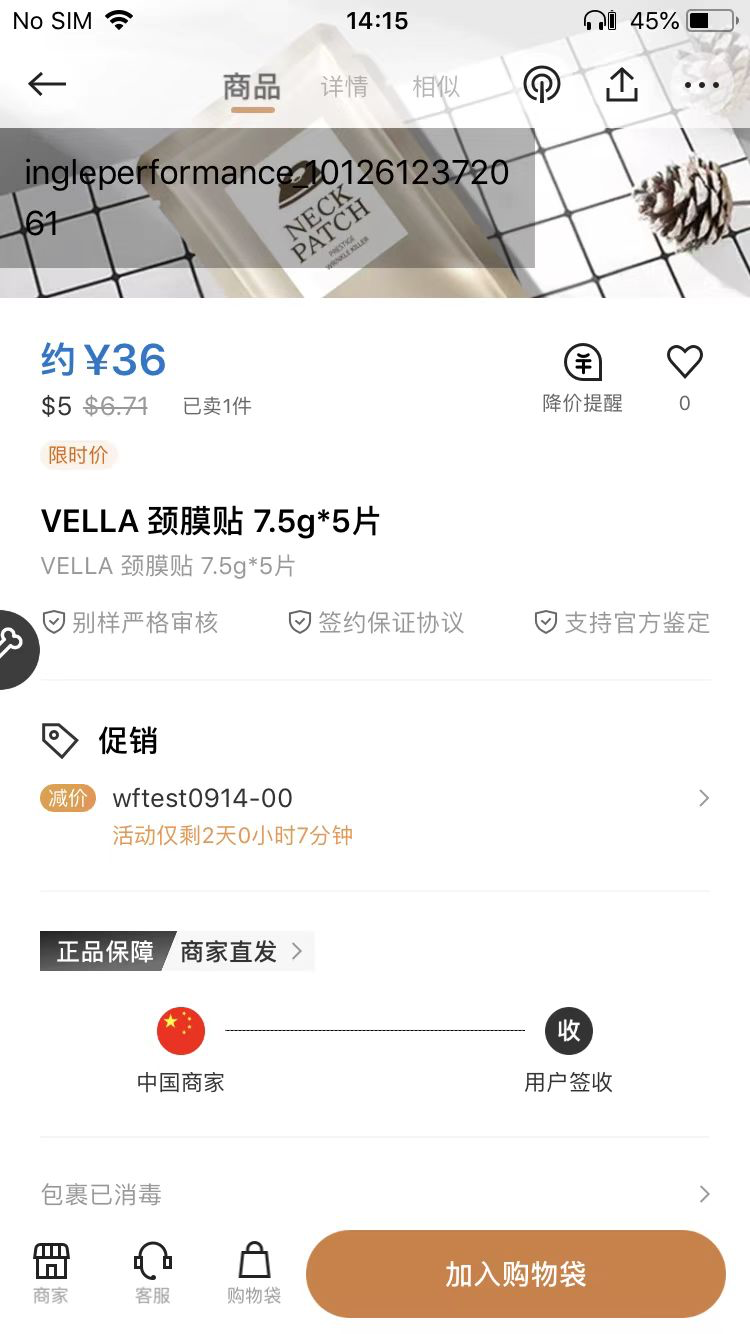 No SIM 14:15 45%
商品 详情 相似
ingleperformance_10126123720
61
NECK
PATCH
PRESTIGE
WRINKLE KILLER
约 ¥36
$5 $6.71 已卖1件
降价提醒 0
限时价
VELLA 颈膜贴 7.5g*5片
VELLA 颈膜贴 7.5g*5片
别样严格审核 签约保证协议 支持官方鉴定
促销
减价 wftest0914-00
活动仅剩2天0小时7分钟
正品保障 商家直发
收
中国商家 用户签收
包裹已消毒
商家 客服 购物袋 加入购物袋